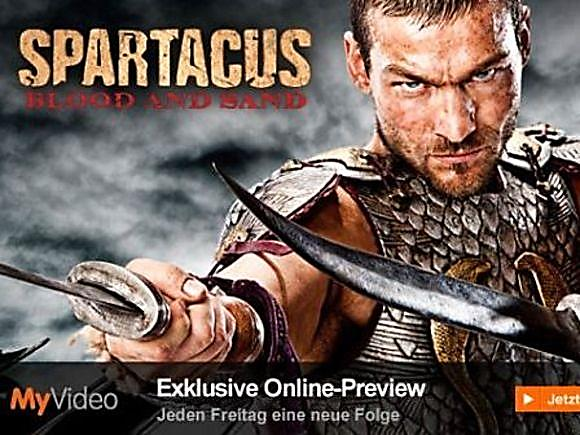 SPARTACUS
BLOOD AND SAND
MyVideo
Exklusive Online-Preview
Jeden Freitag eine neue Folge
Jetzt